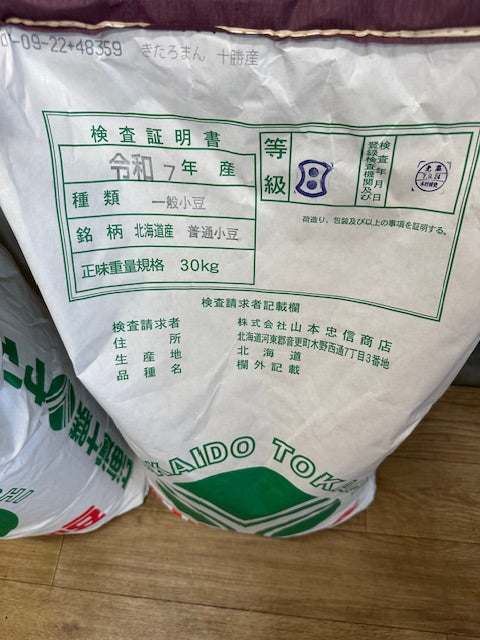 09-22*48359 きたろまん 十勝産
検査証明書
令和 7年 産
種類 一般小豆
銘柄 北海道産 普通小豆
正味重量規格 30kg
等級
検査年月日
登録検査機関及び
7.9.24
荷造り、包装及び以上の事項を証明する。
検査請求者記載欄
検査請求者 株式会社山本忠信商店
住所 北海道河東郡音更町木野西通7丁目3番地
生産地 北海道
品種名 欄外記載
KAIDO TOKA